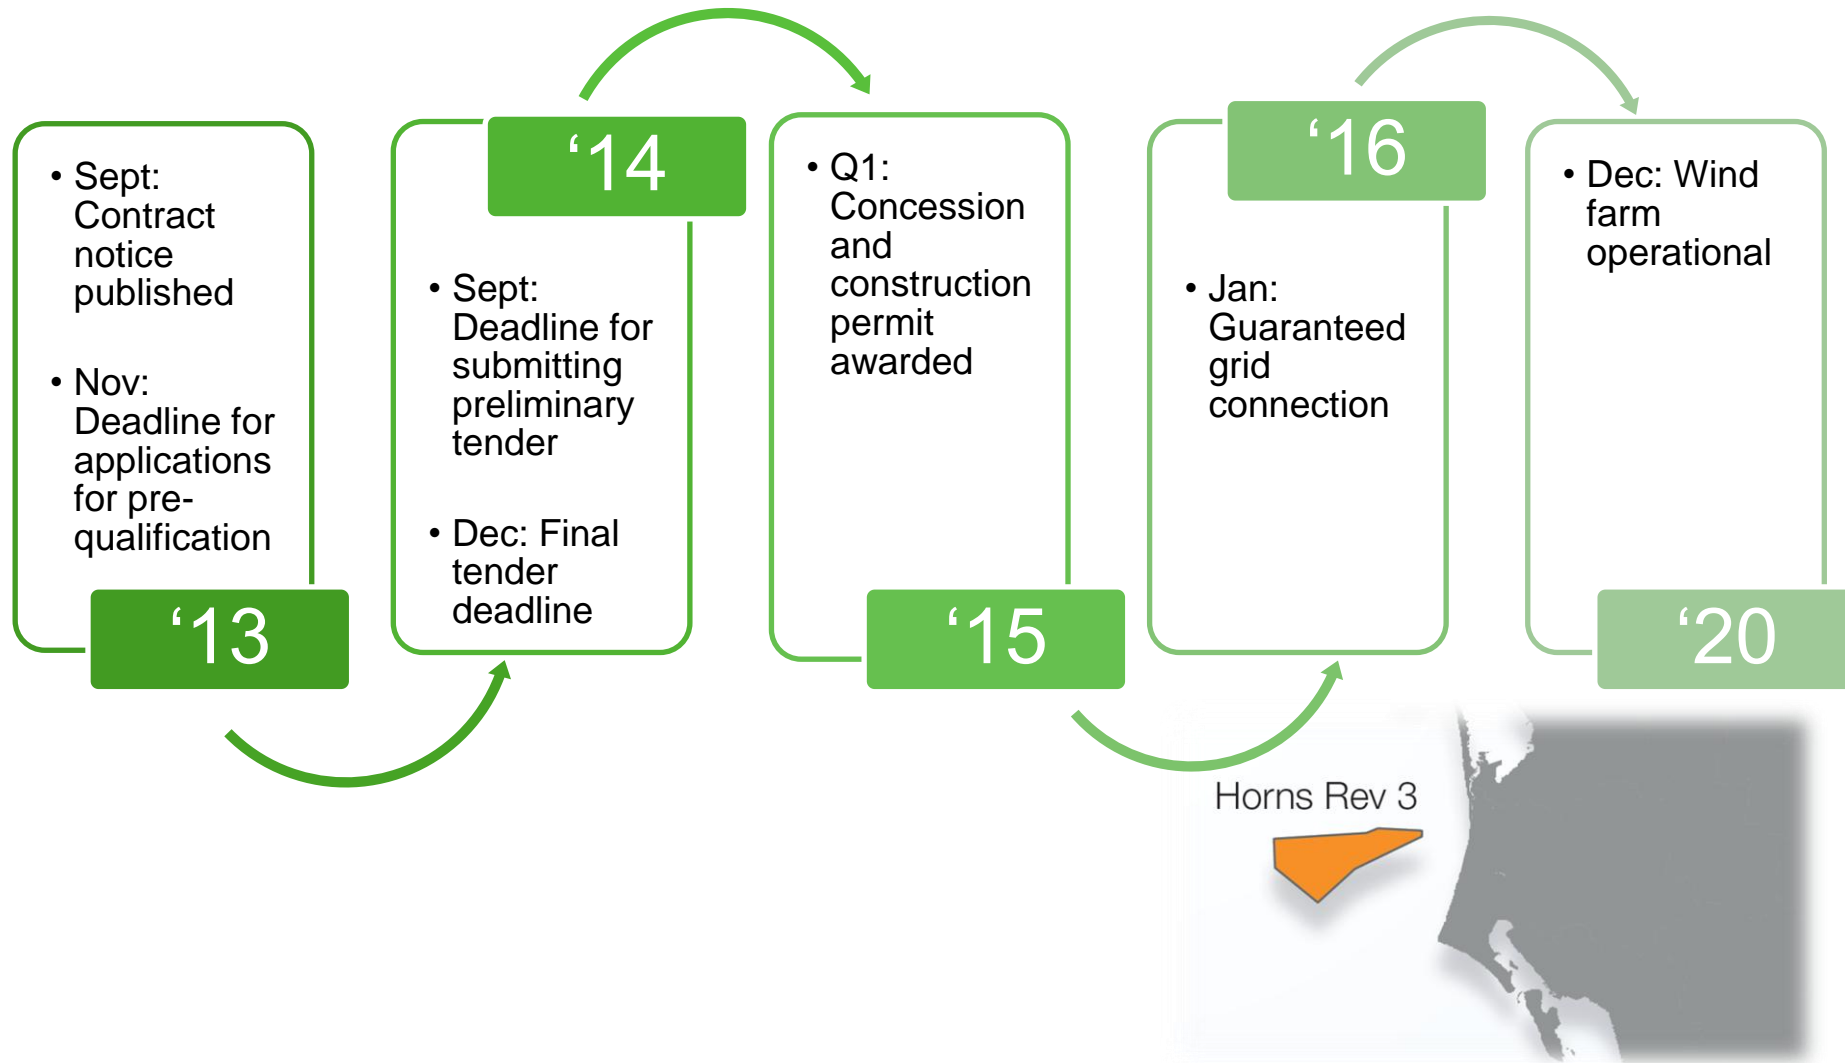 • Sept:
Contract
notice
published
• Nov:
Deadline for
applications
for pre-
qualification
‘13
‘14
• Sept:
Deadline for
submitting
preliminary
tender
• Dec: Final
tender
deadline
• Q1:
Concession
and
construction
permit
awarded
‘15
‘16
• Jan:
Guaranteed
grid
connection
• Dec: Wind
farm
operational
‘20
Horns Rev 3